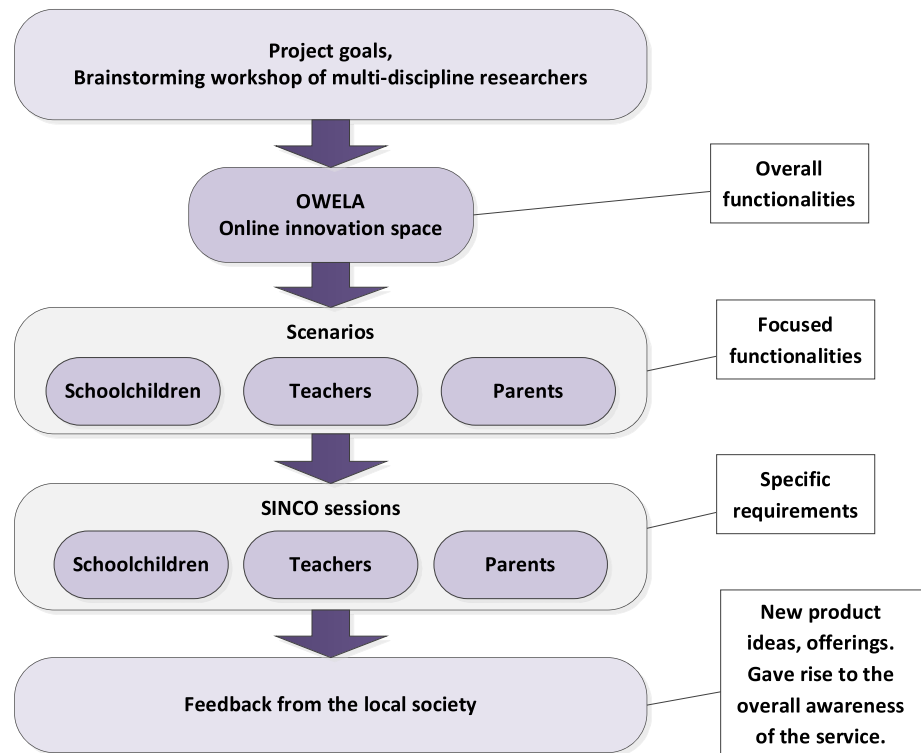 Project goals,
Brainstorming workshop of multi-discipline researchers
OWELA
Online innovation space
Overall
functionalities
Scenarios
Schoolchildren
Teachers
Parents
Focused
functionalities
SINCO sessions
Schoolchildren
Teachers
Parents
Specific
requirements
Feedback from the local society
New product
ideas, offerings.
Gave rise to the
overall awareness
of the service.